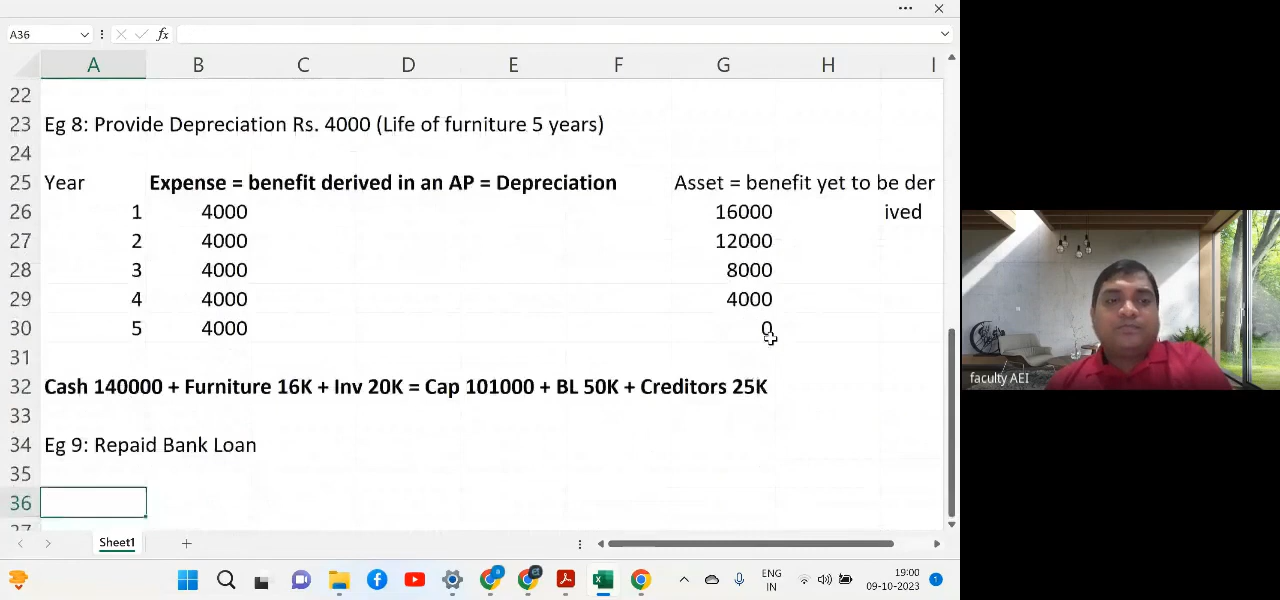 A36
fx
A B C D E F G H I
22
23 Eg 8: Provide Depreciation Rs. 4000 (Life of furniture 5 years)
24
25 Year Expense = benefit derived in an AP = Depreciation Asset = benefit yet to be der
26 1 4000 16000 ived
27 2 4000 12000
28 3 4000 8000
29 4 4000 4000
30 5 4000 0
31
32 Cash 140000 + Furniture 16K + Inv 20K = Cap 101000 + BL 50K + Creditors 25K
33
34 Eg 9: Repaid Bank Loan
35
36
37
faculty AEI
Sheet1
ENG
IN
19:00
09-10-2023
1